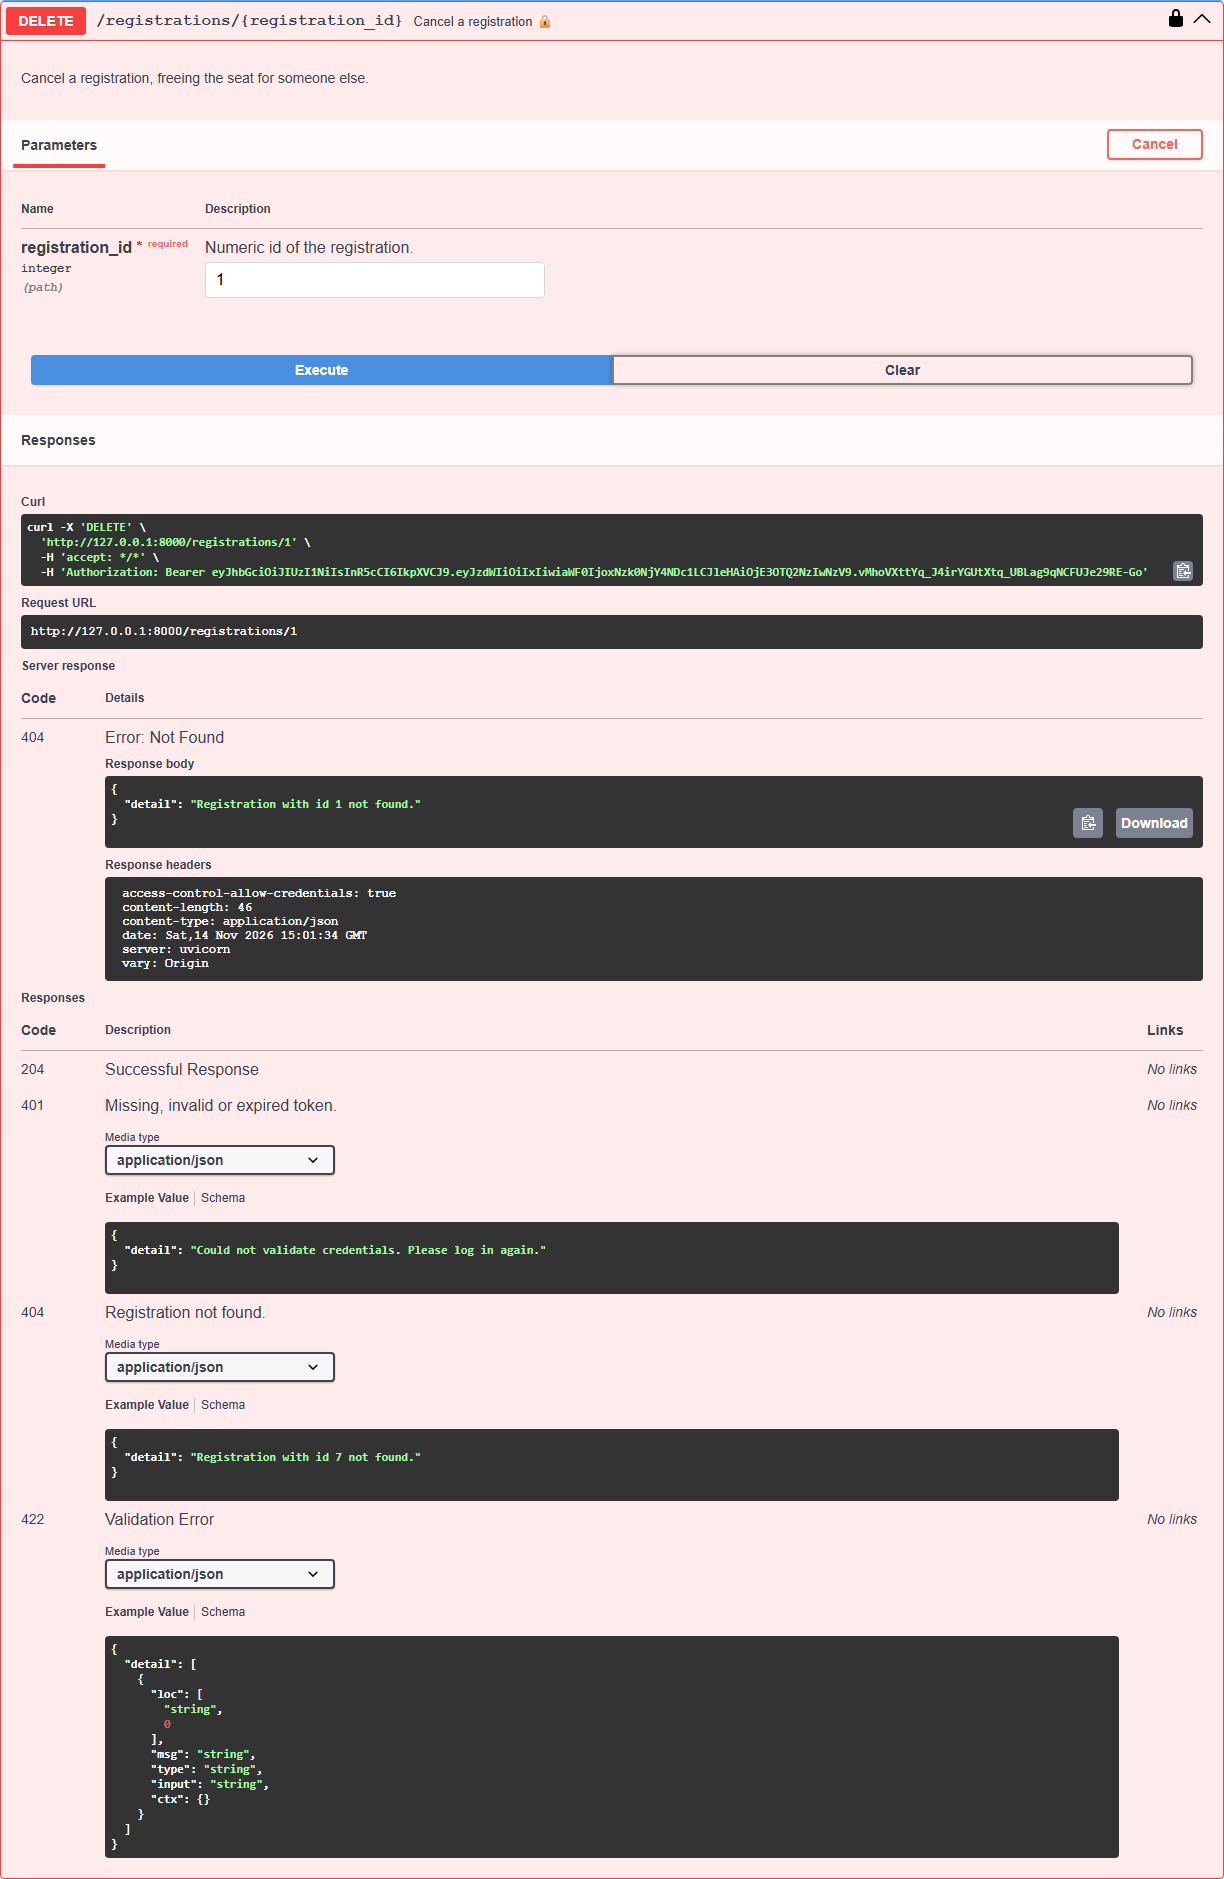 DELETE /registrations/{registration_id} Cancel a registration 🔒
Cancel a registration, freeing the seat for someone else.
Parameters
Cancel
Name Description
registration_id * required
integer
(path)
Numeric id of the registration.
1
Execute
Clear
Responses
Curl
curl -X 'DELETE' \
  'http://127.0.0.1:8000/registrations/1' \
  -H 'accept: */*' \
  -H 'Authorization: Bearer eyJhbGciOiJIUzI1NiIsInR5cCI6IkpXVCJ9.eyJzdWIiOiIxIiwiaWF0IjoxNzk0NjY4NDc1LCJleHAiOjE3OTQ2NzIwNzV9.vMhoVXttYq_J4irYGUtXtq_UBLag9qNCFUJe29RE-Go'
Request URL
http://127.0.0.1:8000/registrations/1
Server response
Code Details
404 Error: Not Found
Response body
{
  "detail": "Registration with id 1 not found."
}
Download
Response headers
access-control-allow-credentials: true
content-length: 46
content-type: application/json
date: Sat,14 Nov 2026 15:01:34 GMT
server: uvicorn
vary: Origin
Responses
Code Description Links
204 Successful Response No links
401 Missing, invalid or expired token. No links
Media type
application/json
Example Value Schema
{
  "detail": "Could not validate credentials. Please log in again."
}
404 Registration not found. No links
Media type
application/json
Example Value Schema
{
  "detail": "Registration with id 7 not found."
}
422 Validation Error No links
Media type
application/json
Example Value Schema
{
  "detail": [
    {
      "loc": [
        "string",
        0
      ],
      "msg": "string",
      "type": "string",
      "input": "string",
      "ctx": {}
    }
  ]
}